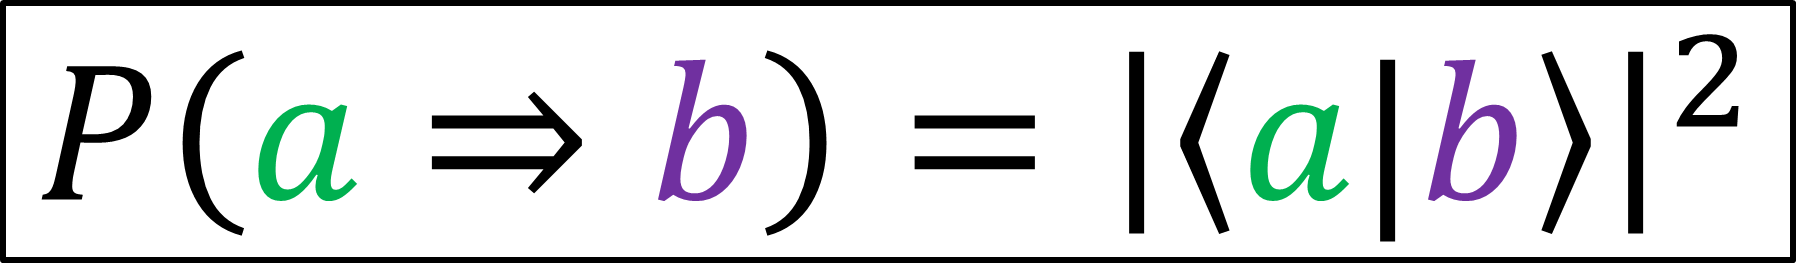 P(a ⇒ b) = |⟨a|b⟩|²